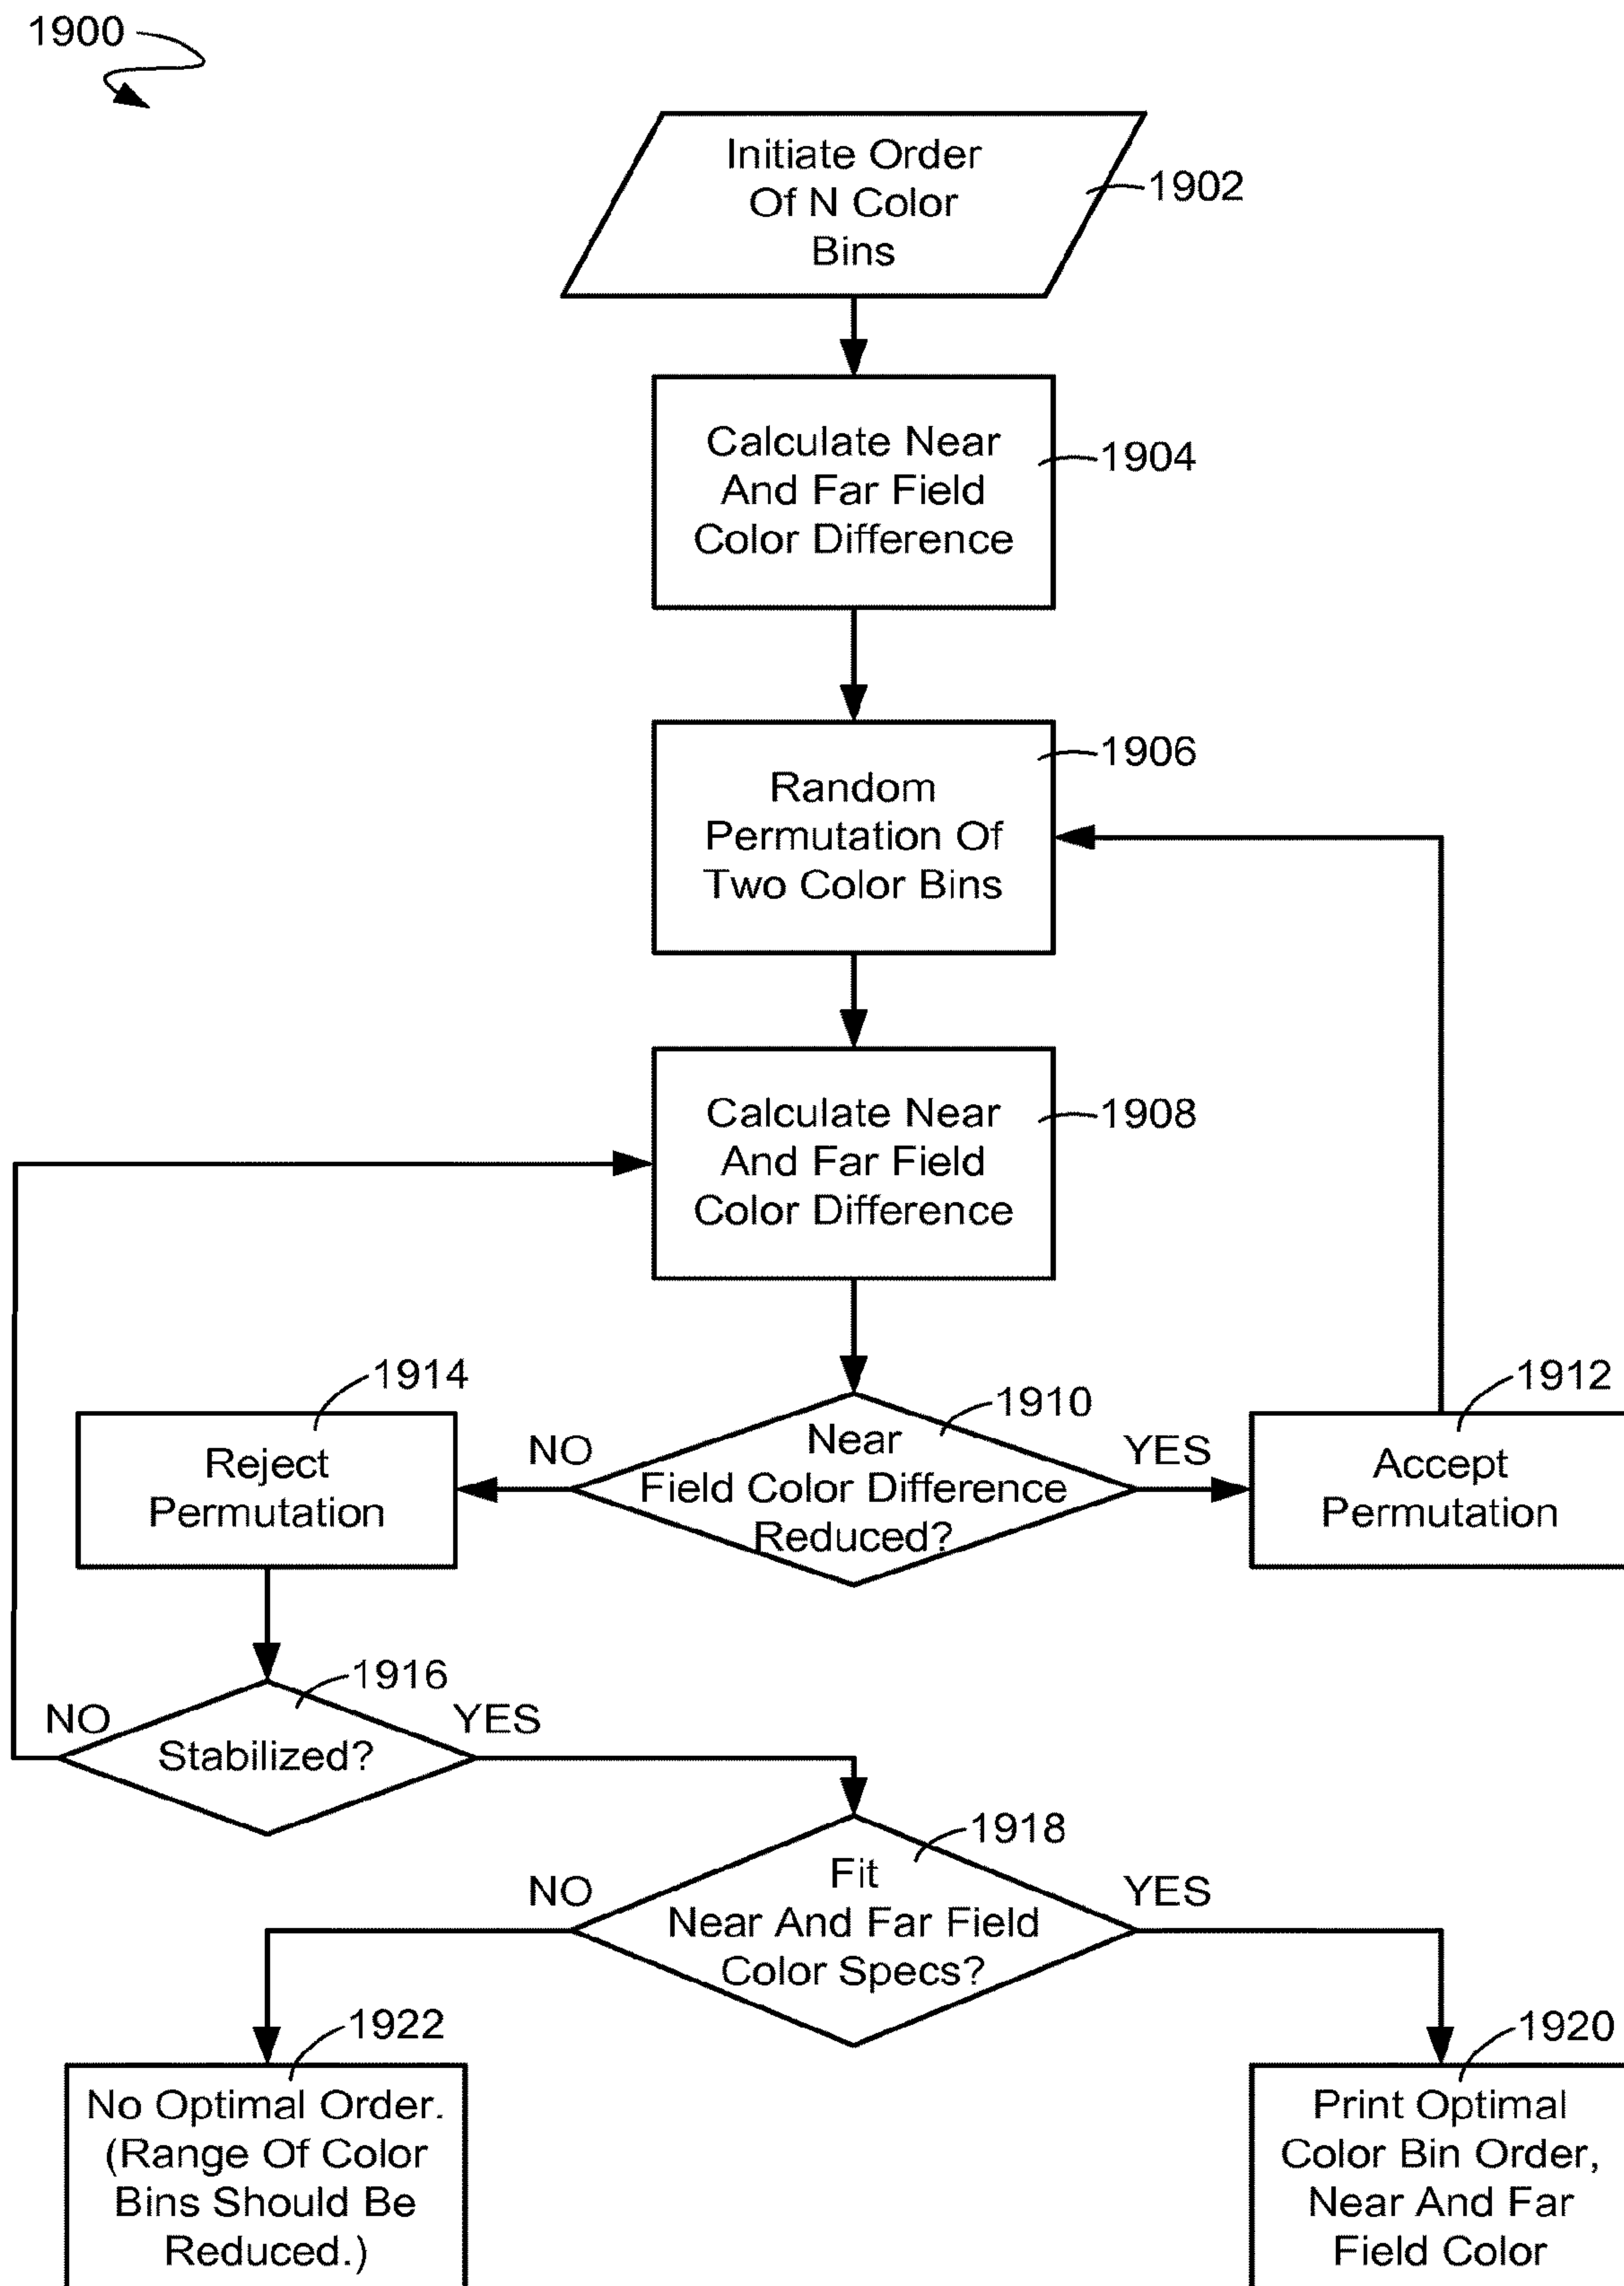 1900
Initiate Order
Of N Color
Bins
1902
Calculate Near
And Far Field
Color Difference
1904
Random
Permutation Of
Two Color Bins
1906
Calculate Near
And Far Field
Color Difference
1908
1914
Reject
Permutation
NO
Near
Field Color Difference
Reduced?
1910
YES
1912
Accept
Permutation
NO
Stabilized?
1916
YES
NO
Fit
Near And Far Field
Color Specs?
1918
YES
1922
No Optimal Order.
(Range Of Color
Bins Should Be
Reduced.)
1920
Print Optimal
Color Bin Order,
Near And Far
Field Color